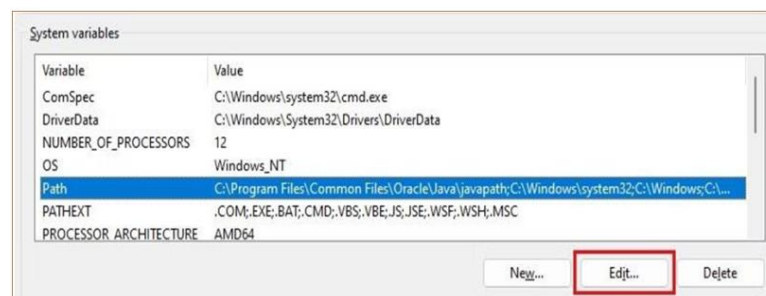 System variables
Variable Value
ComSpec C:\Windows\system32\cmd.exe
DriverData C:\Windows\System32\Drivers\DriverData
NUMBER_OF_PROCESSORS 12
OS Windows_NT
Path C:\Program Files\Common Files\Oracle\Java\javapath;C:\Windows\system32;C:\Windows;C:\...
PATHEXT .COM;.EXE;.BAT;.CMD;.VBS;.VBE;.JS;.JSE;.WSF;.WSH;.MSC
PROCESSOR_ARCHITECTURE AMD64
New... Edit... Delete